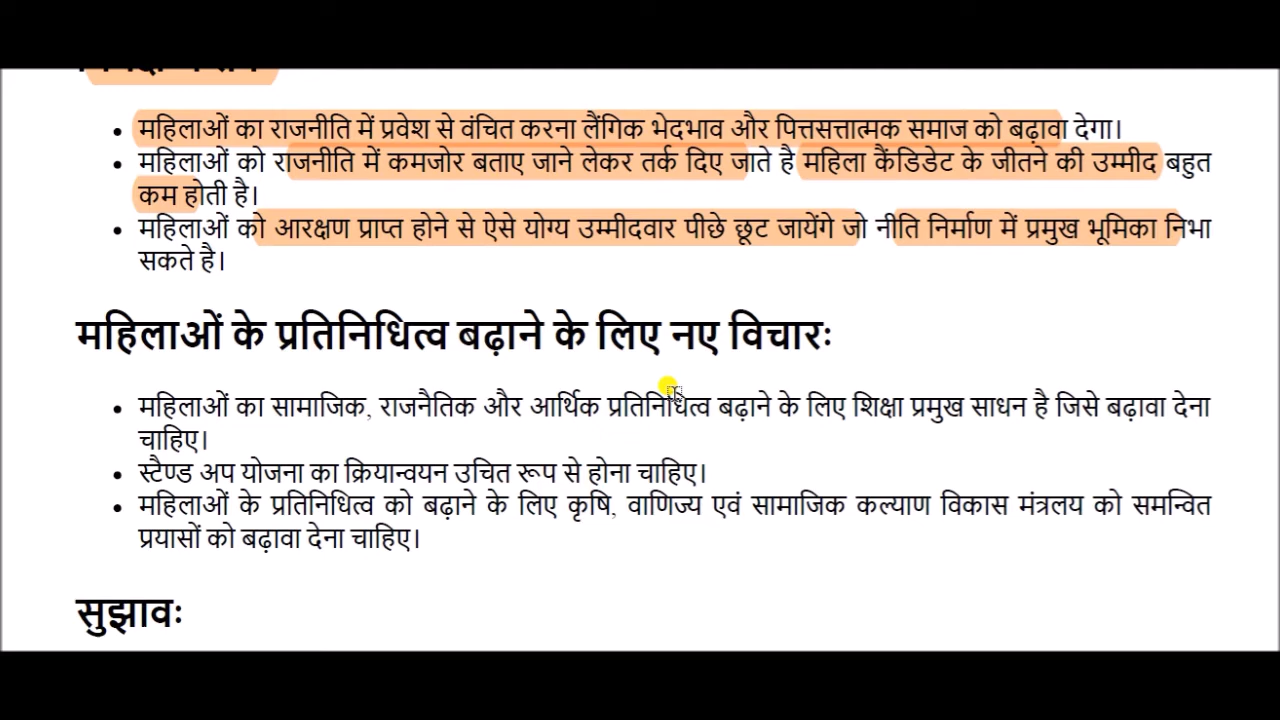 महिलाओं का राजनीति में प्रवेश से वंचित करना लैंगिक भेदभाव और पित्तसत्तात्मक समाज को बढ़ावा देगा।
महिलाओं को राजनीति में कमजोर बताए जाने लेकर तर्क दिए जाते है महिला कैंडिडेट के जीतने की उम्मीद बहुत
कम होती है।
महिलाओं को आरक्षण प्राप्त होने से ऐसे योग्य उम्मीदवार पीछे छूट जायेंगे जो नीति निर्माण में प्रमुख भूमिका निभा
सकते है।
महिलाओं के प्रतिनिधित्व बढ़ाने के लिए नए विचारः
महिलाओं का सामाजिक, राजनैतिक और आर्थिक प्रतिनिधित्व बढ़ाने के लिए शिक्षा प्रमुख साधन है जिसे बढ़ावा देना
चाहिए।
स्टैण्ड अप योजना का क्रियान्वयन उचित रूप से होना चाहिए।
महिलाओं के प्रतिनिधित्व को बढ़ाने के लिए कृषि, वाणिज्य एवं सामाजिक कल्याण विकास मंत्रलय को समन्वित
प्रयासों को बढ़ावा देना चाहिए।
सुझावः